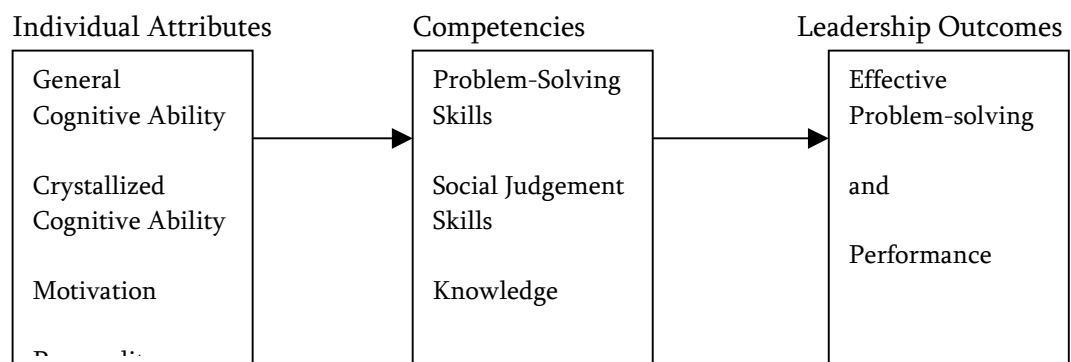 Individual Attributes
General
Cognitive Ability
Crystallized
Cognitive Ability
Motivation
Competencies
Problem-Solving
Skills
Social Judgement
Skills
Knowledge
Leadership Outcomes
Effective
Problem-solving
and
Performance